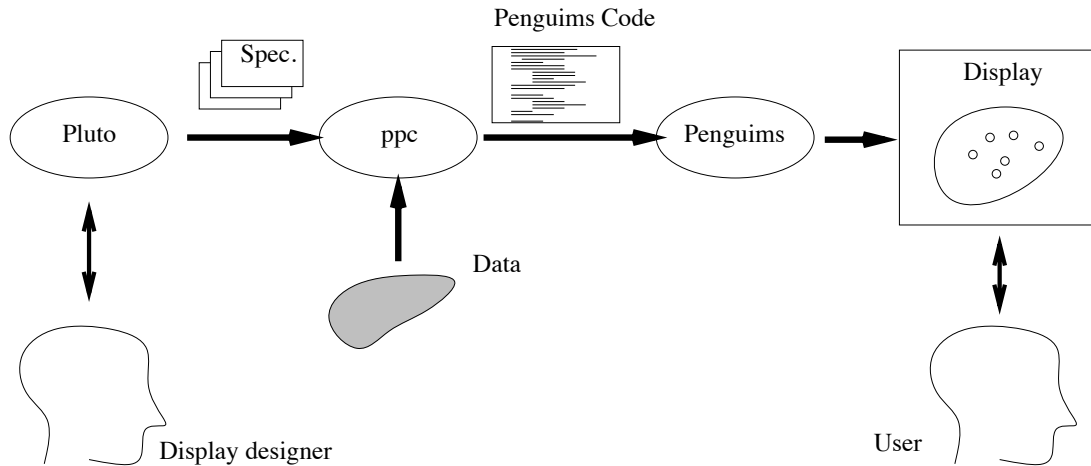 Penguims Code
Spec.
Display
Pluto
ppc
Penguims
Data
Display designer
User